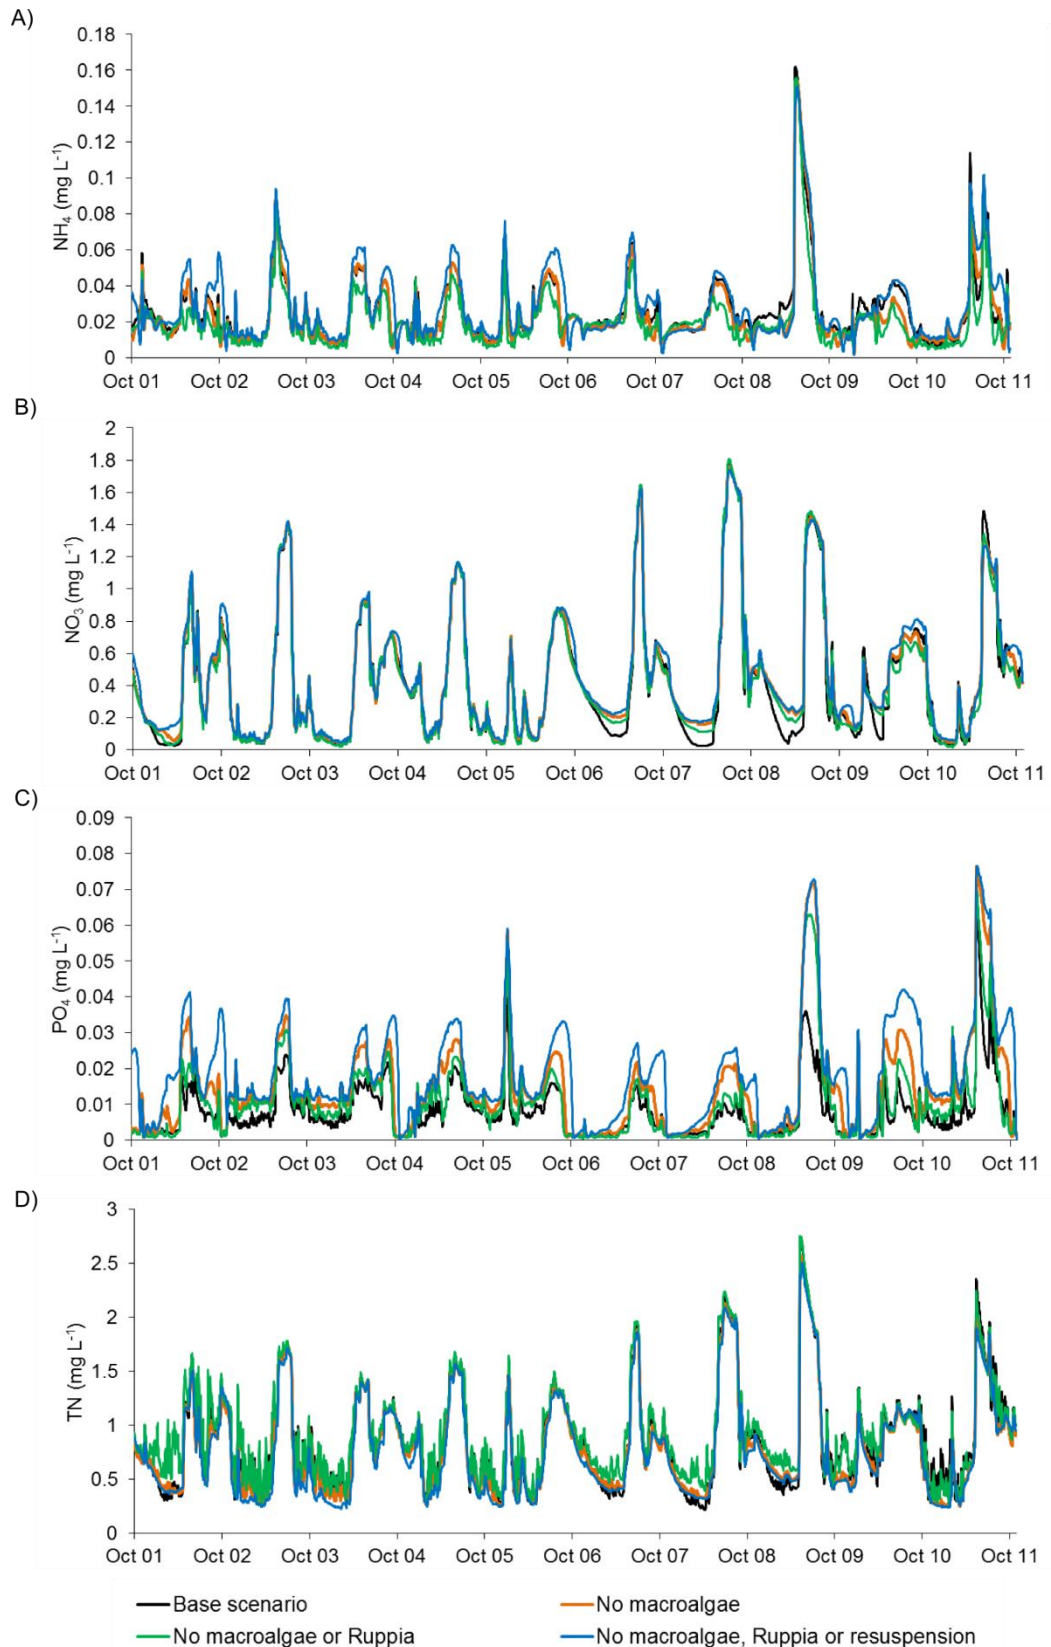 A)
0.18
0.16
0.14
0.12
0.1
0.08
0.06
0.04
0.02
0
NH₄ (mg L⁻¹)
Oct 01 Oct 02 Oct 03 Oct 04 Oct 05 Oct 06 Oct 07 Oct 08 Oct 09 Oct 10 Oct 11
B)
2
1.8
1.6
1.4
1.2
1
0.8
0.6
0.4
0.2
0
NO₃ (mg L⁻¹)
Oct 01 Oct 02 Oct 03 Oct 04 Oct 05 Oct 06 Oct 07 Oct 08 Oct 09 Oct 10 Oct 11
C)
0.09
0.08
0.07
0.06
0.05
0.04
0.03
0.02
0.01
0
PO₄ (mg L⁻¹)
Oct 01 Oct 02 Oct 03 Oct 04 Oct 05 Oct 06 Oct 07 Oct 08 Oct 09 Oct 10 Oct 11
D)
3
2.5
2
1.5
1
0.5
0
TN (mg L⁻¹)
Oct 01 Oct 02 Oct 03 Oct 04 Oct 05 Oct 06 Oct 07 Oct 08 Oct 09 Oct 10 Oct 11
Base scenario No macroalgae
No macroalgae or Ruppia No macroalgae, Ruppia or resuspension